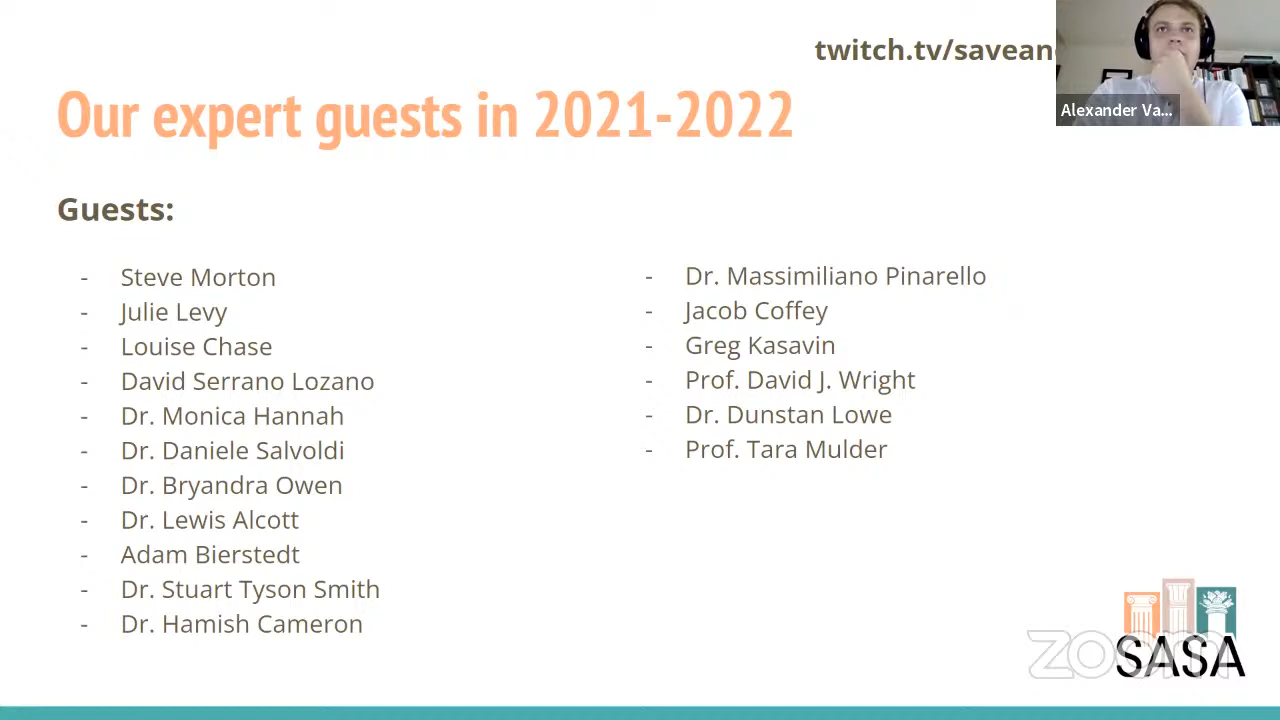 twitch.tv/savean
Alexander Va...
Our expert guests in 2021-2022
Guests:
- Steve Morton
- Julie Levy
- Louise Chase
- David Serrano Lozano
- Dr. Monica Hannah
- Dr. Daniele Salvoldi
- Dr. Bryandra Owen
- Dr. Lewis Alcott
- Adam Bierstedt
- Dr. Stuart Tyson Smith
- Dr. Hamish Cameron
- Dr. Massimiliano Pinarello
- Jacob Coffey
- Greg Kasavin
- Prof. David J. Wright
- Dr. Dunstan Lowe
- Prof. Tara Mulder
zoom
SASA